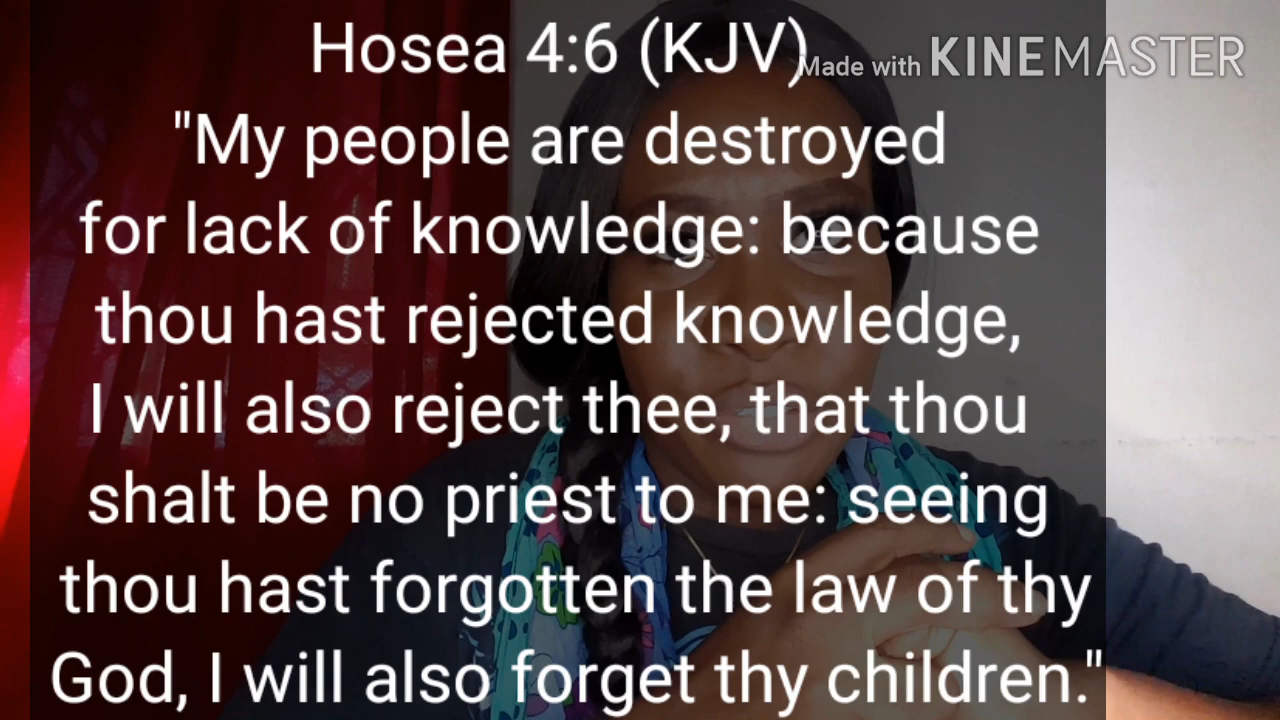 Hosea 4:6 (KJV)
Made with KINEMASTER
"My people are destroyed
for lack of knowledge: because
thou hast rejected knowledge,
I will also reject thee, that thou
shalt be no priest to me: seeing
thou hast forgotten the law of thy
God, I will also forget thy children."